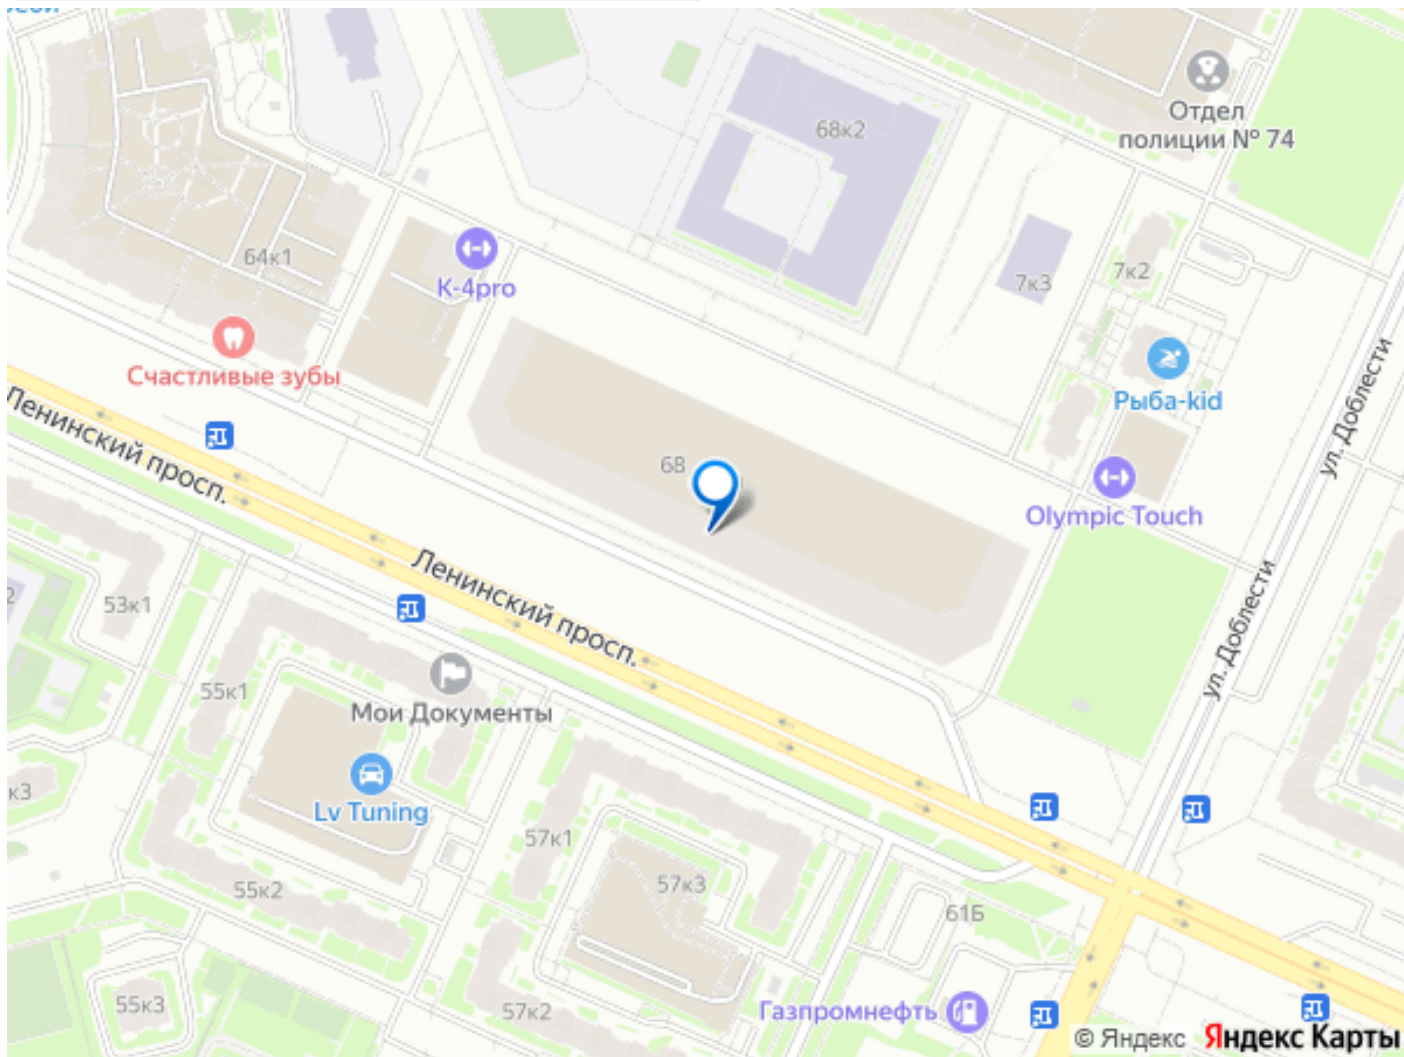 Отдел
полиции № 74
68к2
64к1
К-4pro
7к3
7к2
Счастливые зубы
Рыба-kid
ул. Доблести
Ленинский просп.
68
Olympic Touch
Ленинский просп.
ул. Доблести
53к1
55к1
Мои Документы
к3
Lv Tuning
57к1
55к2
57к3
61Б
55к3
57к2
Газпромнефть
© Яндекс Яндекс Карты